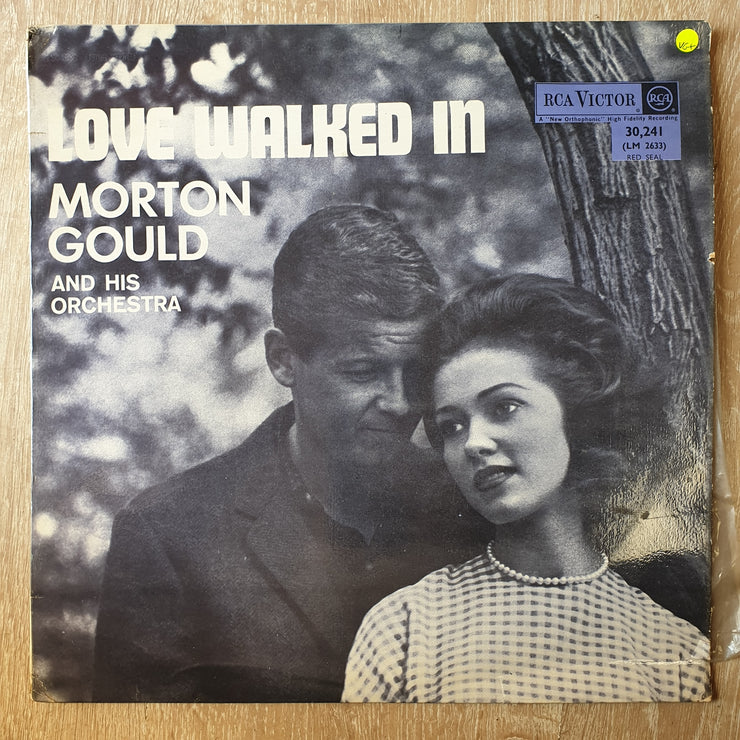 VG+
LOVE WALKED IN
RCA VICTOR
RCA
A "New Orthophonic" High Fidelity Recording
30,241
(LM 2633)
RED SEAL
MORTON
GOULD
AND HIS
ORCHESTRA